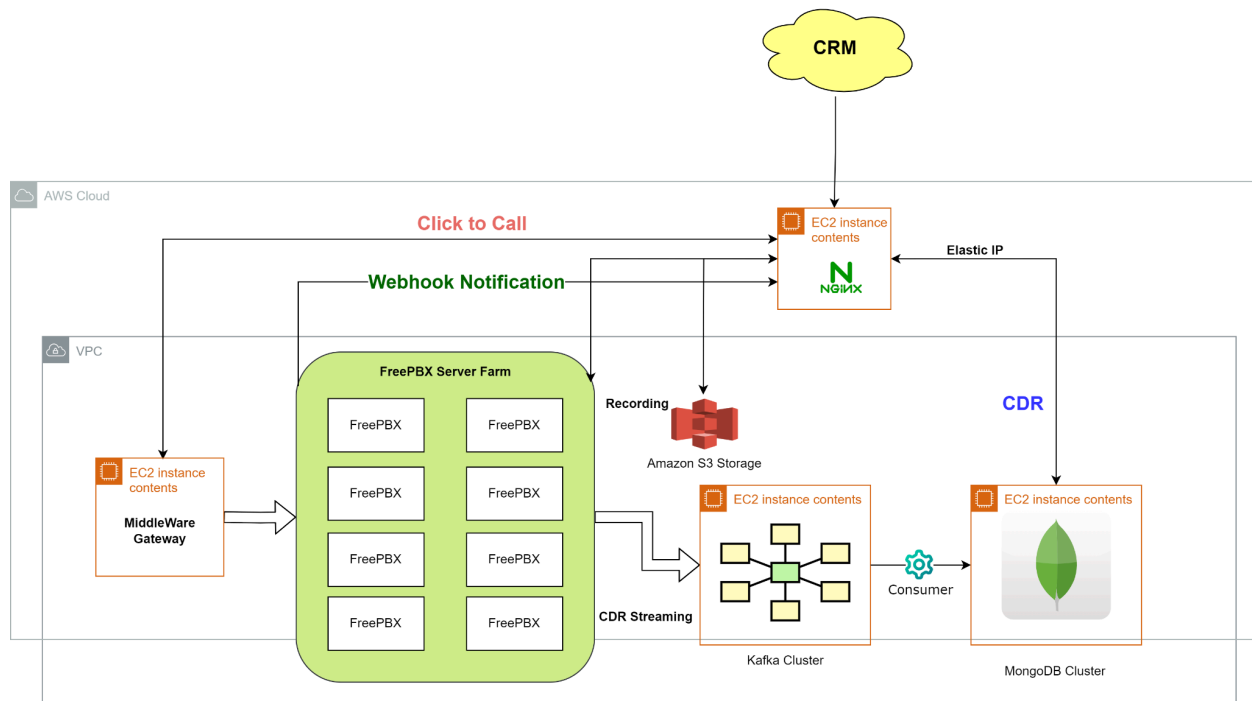 CRM
AWS Cloud
EC2 instance
contents
NGiNX
Click to Call
Elastic IP
Webhook Notification
VPC
FreePBX Server Farm
FreePBX
FreePBX
Recording
CDR
Amazon S3 Storage
EC2 instance
contents
MiddleWare
Gateway
FreePBX
FreePBX
EC2 instance contents
EC2 instance contents
FreePBX
FreePBX
Consumer
CDR Streaming
FreePBX
FreePBX
Kafka Cluster
MongoDB Cluster